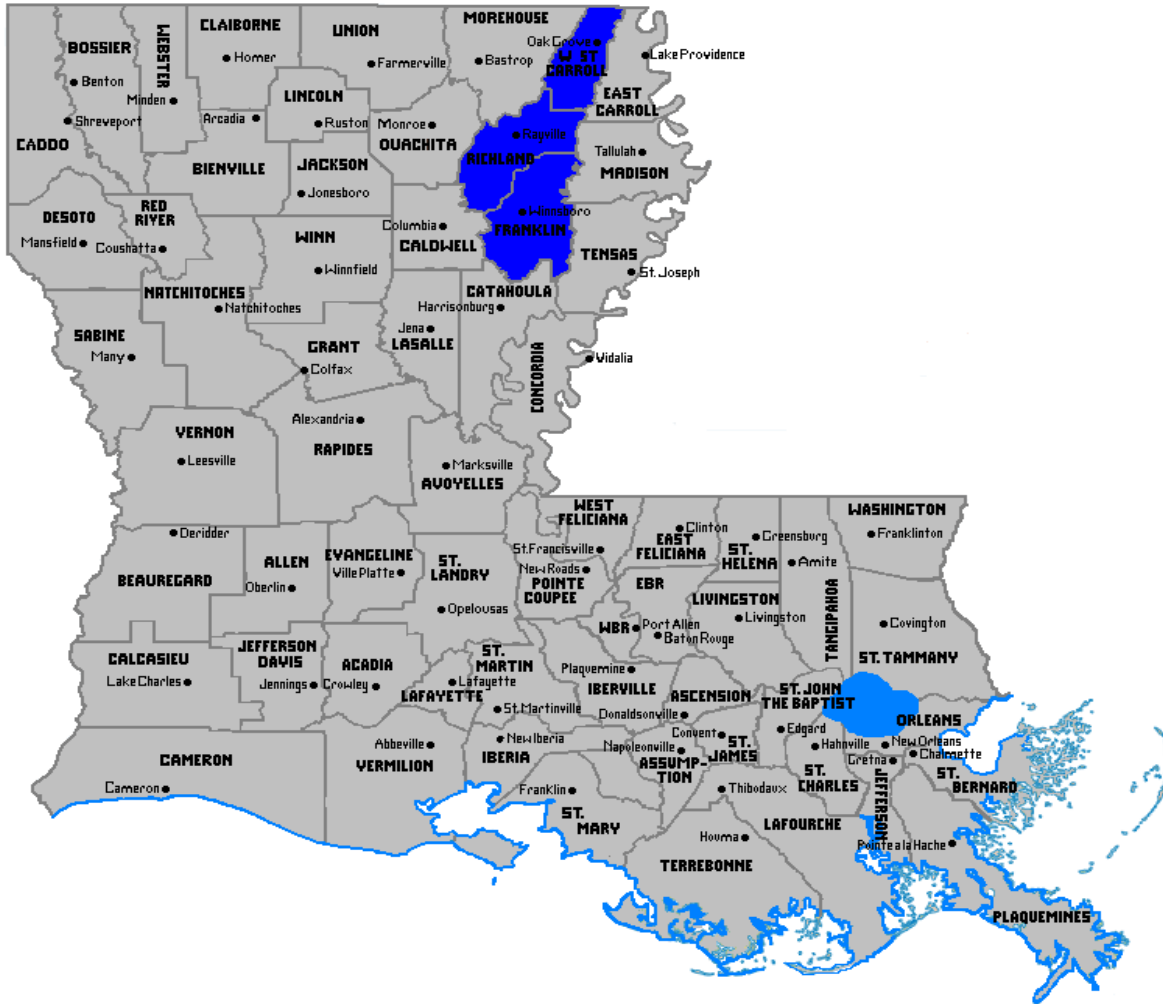 CLAIBORNE
UNION
MOREHOUSE
BOSSIER
WEBSTER
Homer
Farmerville
Bastrop
Oak Grove
W ST
CARROLL
Lake Providence
Benton
Minden
LINCOLN
EAST
CARROLL
Shreveport
Arcadia
Ruston
Monroe
OUACHITA
Rayville
CADDO
BIENVILLE
JACKSON
RICHLAND
Tallulah
MADISON
Jonesboro
DESOTO
RED
RIVER
Mansfield
Coushatta
WINN
Columbia
CALDWELL
Winnsboro
FRANKLIN
TENSAS
Winnfield
St. Joseph
NATCHITOCHES
Natchitoches
CATAHOULA
Harrisonburg
SABINE
Many
GRANT
Colfax
Jena
LASALLE
CONCORDIA
Vidalia
Alexandria
RAPIDES
VERNON
Leesville
Marksville
AVOYELLES
WEST
FELICIANA
WASHINGTON
Deridder
Clinton
EAST
FELICIANA
Greensburg
ST.
HELENA
Franklinton
BEAUREGARD
ALLEN
Oberlin
EVANGELINE
Ville Platte
ST.
LANDRY
St. Francisville
New Roads
POINTE
COUPEE
EBR
Amite
TANGIPAHOA
Opelousas
LIVINGSTON
Livingston
WBR
Port Allen
Baton Rouge
Covington
ST. TAMMANY
CALCASIEU
Lake Charles
JEFFERSON
DAVIS
Jennings
ACADIA
Crowley
ST.
MARTIN
Lafayette
LAFAYETTE
St. Martinville
Plaquemine
IBERVILLE
ASCENSION
Donaldsonville
ST. JOHN
THE BAPTIST
ORLEANS
CAMERON
Cameron
Abbeville
VERMILION
New Iberia
IBERIA
Napoleonville
ASSUMP-
TION
Convent
ST.
JAMES
Edgard
Hahnville
New Orleans
Chalmette
Gretna
ST.
CHARLES
JEFFERSON
ST.
BERNARD
Franklin
ST.
MARY
Thibodaux
LAFOURCHE
Houma
TERREBONNE
Pointe a la Hache
PLAQUEMINES